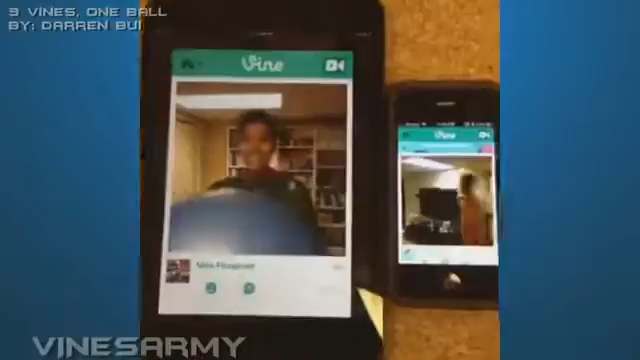 3 VINES, ONE BALL
BY: DARREN BUI
Vine
Vine
VINESARMY